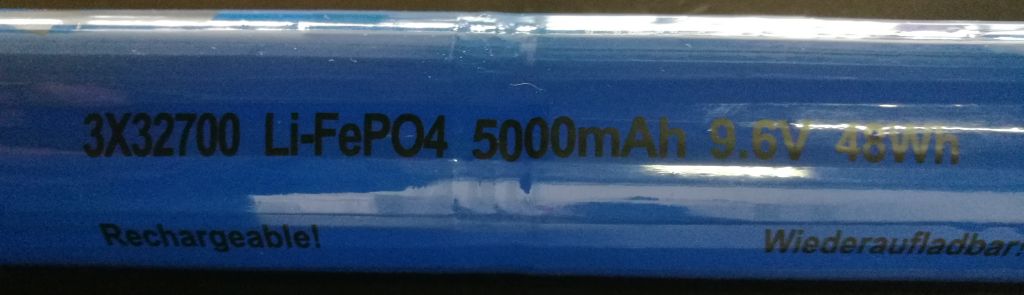 3X32700 Li-FePO4 5000mAh 9.6V 48Wh
Rechargeable! Wiederaufladbar!